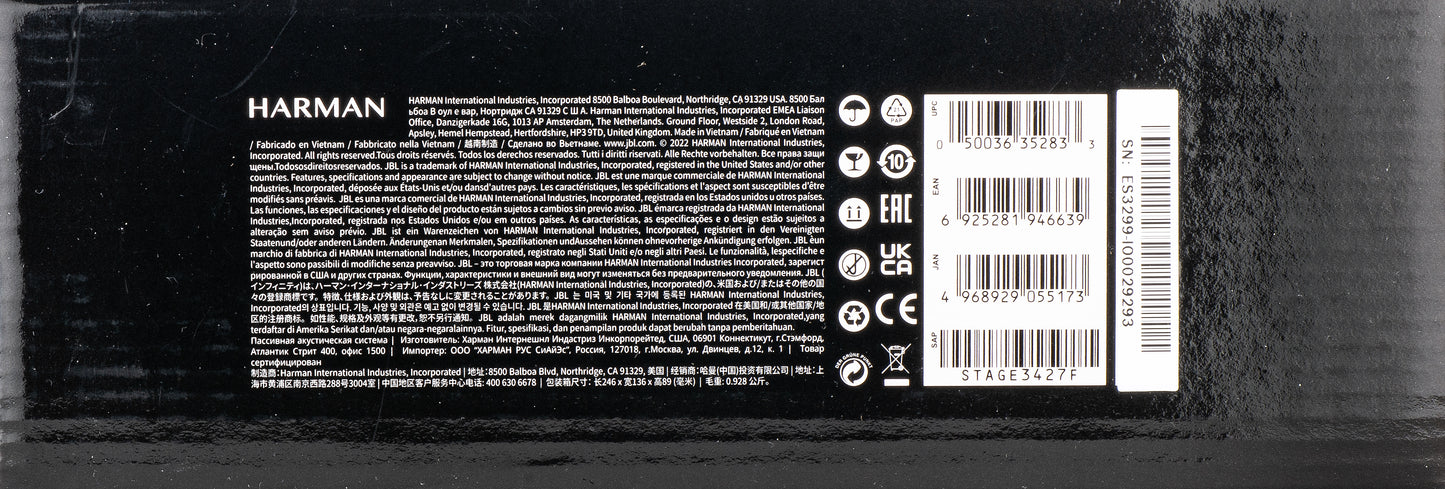 HARMAN
HARMAN International Industries, Incorporated 8500 Balboa Boulevard, Northridge, CA 91329 USA. 8500 Бал
ьбоа В оул е вар, Нортридж CA 91329 С Ш А. Harman International Industries, Incorporated EMEA Liaison
Office, Danzigerkade 16G, 1013 AP Amsterdam, The Netherlands. Ground Floor, Westside 2, London Road,
Apsley, Hemel Hempstead, Hertfordshire, HP3 9TD, United Kingdom. Made in Vietnam / Fabriqué en Vietnam
/ Fabricado en Vietnam / Fabbricato nella Vietnam / 越南制造 / Сделано во Вьетнаме. www.jbl.com. © 2022 HARMAN International Industries,
Incorporated. All rights reserved.Tous droits réservés. Todos los derechos reservados. Tutti i diritti riservati. Alle Rechte vorbehalten. Все права защи
щены.Todososdireitosreservados. JBL is a trademark of HARMAN International Industries, Incorporated, registered in the United States and/or other
countries. Features, specifications and appearance are subject to change without notice. JBL est une marque commerciale de HARMAN International
Industries, Incorporated, déposée aux États-Unis et/ou dansd'autres pays. Les caractéristiques, les spécifications et l'aspect sont susceptibles d'être
modifiés sans préavis. JBL es una marca comercial de HARMAN International Industries, Incorporated, registrada en los Estados unidos u otros países.
Las funciones, las especificaciones y el diseño del producto están sujetos a cambios sin previo aviso. JBL émarca registrada da HARMAN International
Industries,Incorporated, registrada nos Estados Unidos e/ou em outros países. As características, as especificações e o design estão sujeitos a
alteração sem aviso prévio. JBL ist ein Warenzeichen von HARMAN International Industries, Incorporated, registriert in den Vereinigten
Staatenund/oder anderen Ländern. Änderungenan Merkmalen, Spezifikationen undAussehen können ohnevorherige Ankündigung erfolgen. JBL èun
marchio di fabbrica di HARMAN International Industries, Incorporated, registrato negli Stati Uniti e/o negli altri Paesi. Le funzionalità, lespecifiche e
l'aspetto sono passibili di modifiche senza preavviso. JBL – это торговая марка компании HARMAN International Industries Incorporated, зарегист
рированной в США и других странах. Функции, характеристики и внешний вид могут изменяться без предварительного уведомления. JBL (
インフィニティ)は、ハーマン・インターナショナル・インダストリーズ 株式会社(HARMAN International Industries, Incorporated)の、米国および/またはその他の国
々の登録商標です。特徴、仕様および外観は、予告なしに変更されることがあります。JBL 는 미국 및 기타 국가에 등록된 HARMAN International Industries,
Incorporated의 상표입니다. 기능, 사양 및 외관은 예고 없이 변경될 수 있습니다. JBL 是HARMAN International Industries, Incorporated 在美国和/或其他国家/地
区的注册商标。如性能、规格及外观等有更改,恕不另行通知。JBL adalah merek dagangmilik HARMAN International Industries, Incorporated,yang
terdaftar di Amerika Serikat dan/atau negara-negaralainnya. Fitur, spesifikasi, dan penampilan produk dapat berubah tanpa pemberitahuan.
Пассивная акустическая система | Изготовитель: Харман Интернешнл Индастриз Инкорпорейтед, США, 06901 Коннектикут, г.Стэмфорд,
Атлантик Стрит 400, офис 1500 | Импортер: ООО "ХАРМАН РУС СиАйЭс", Россия, 127018, г.Москва, ул. Двинцев, д.12, к. 1 | Товар
сертифицирован
制造商:Harman International Industries, Incorporated | 地址:8500 Balboa Blvd, Northridge, CA 91329, 美国 | 经销商:哈曼(中国)投资有限公司 | 地址:上
海市黄浦区南京西路288号3004室 | 中国地区客户服务中心电话: 400 630 6678 | 包装箱尺寸:长246 x 宽136 x 高89 (毫米) | 毛重: 0.928 公斤。
21
PAP
10
EAC
UK
CA
CE
DER GRÜNE PUNKT
UPC
0 50036 35283 3
EAN
6 925281 946639
JAN
4 968929 055173
SAP
STAGE3427F
SN: ES3299-I00029293